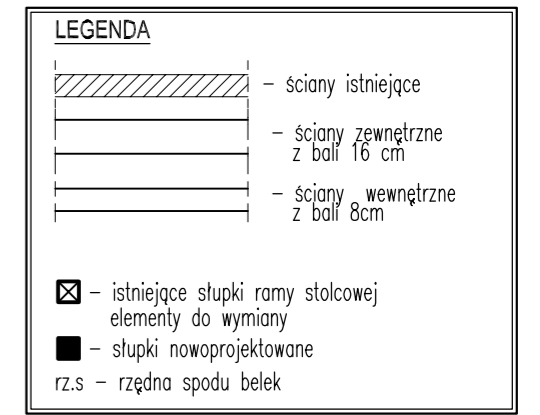 LEGENDA
– ściany istniejące
– ściany zewnętrzne
z bali 16 cm
– ściany wewnętrzne
z bali 8cm
– istniejące słupki ramy stolcowej
elementy do wymiany
– słupki nowoprojektowane
rz.s – rzędna spodu belek